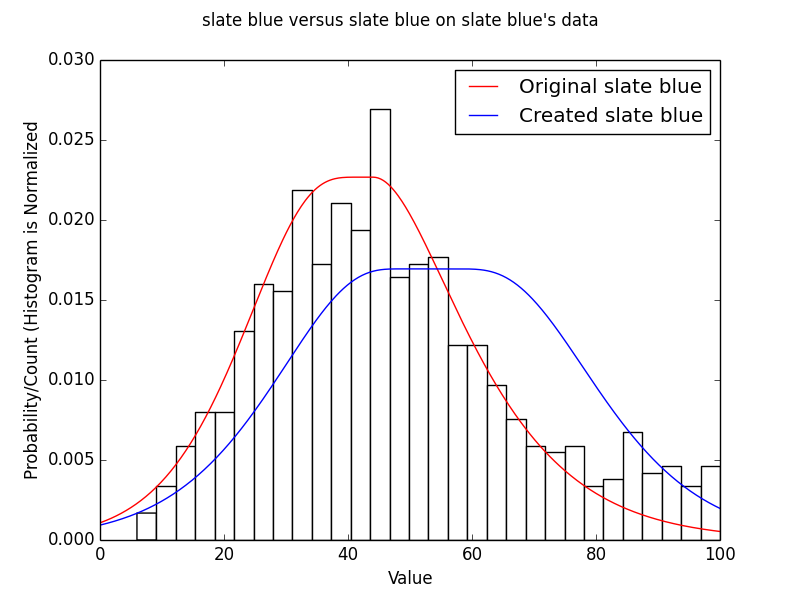 slate blue versus slate blue on slate blue's data
Original slate blue
Created slate blue
Probability/Count (Histogram is Normalized
0.030
0.025
0.020
0.015
0.010
0.005
0.000
0 20 40 60 80 100
Value